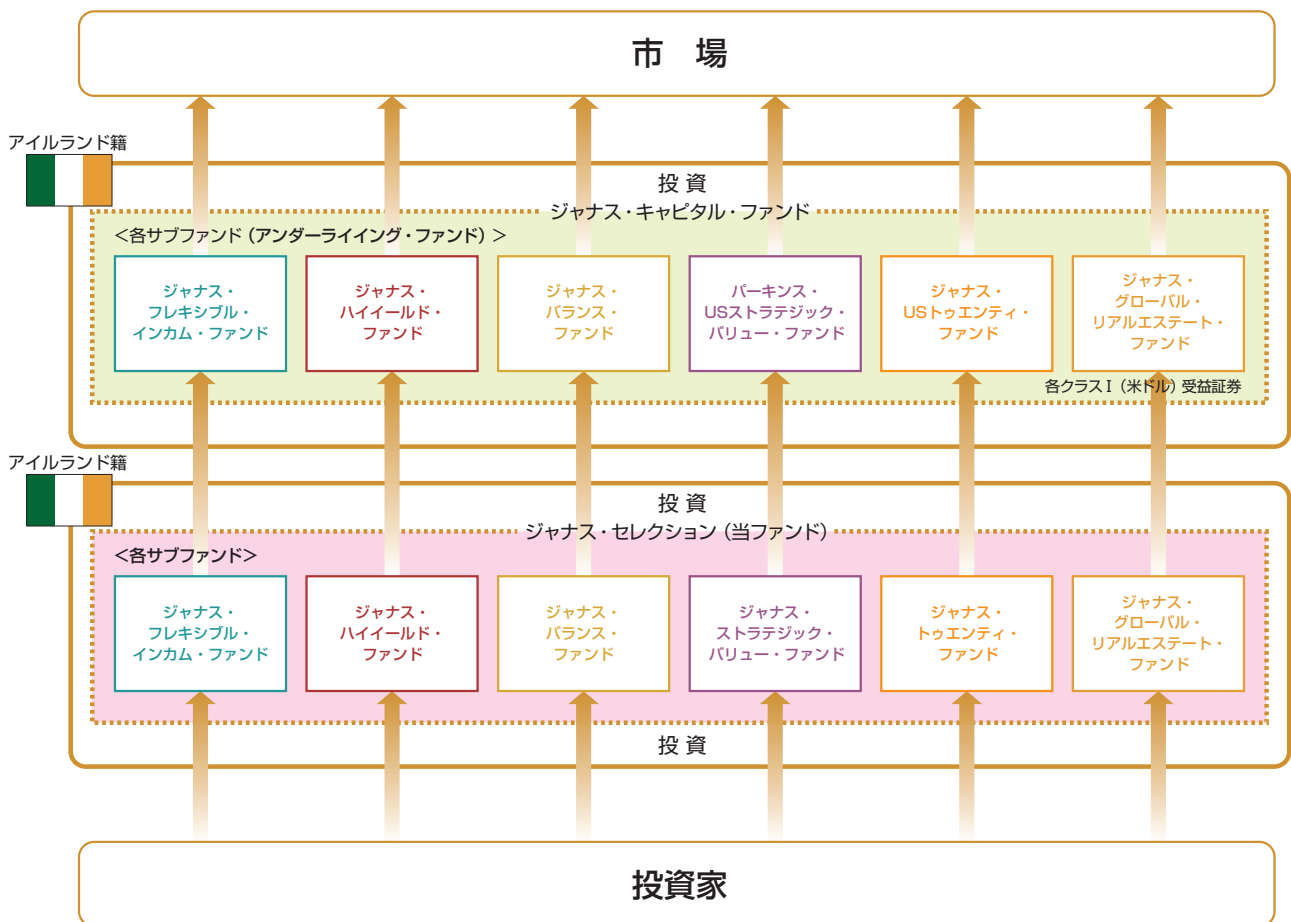 市 場
アイルランド籍
投 資
ジャナス・キャピタル・ファンド
<各サブファンド (アンダーライイング・ファンド) >
ジャナス・
フレキシブル・
インカム・ファンド
ジャナス・
ハイイールド・
ファンド
ジャナス・
バランス・
ファンド
パーキンス・
USストラテジック・
バリュー・ファンド
ジャナス・
USトゥエンティ・
ファンド
ジャナス・
グローバル・
リアルエステート・
ファンド
各クラスⅠ(米ドル) 受益証券
アイルランド籍
投 資
ジャナス・セレクション (当ファンド)
<各サブファンド>
ジャナス・
フレキシブル・
インカム・ファンド
ジャナス・
ハイイールド・
ファンド
ジャナス・
バランス・
ファンド
ジャナス・
ストラテジック・
バリュー・ファンド
ジャナス・
トゥエンティ・
ファンド
ジャナス・
グローバル・
リアルエステート・
ファンド
投 資
投資家